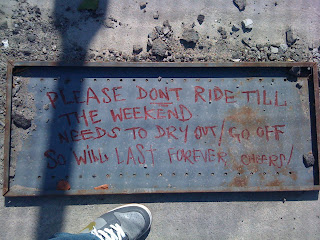 PLEASE DONT RIDE TILL
THE WEEKEND
NEEDS TO DRY OUT/ GO OFF
SO WILL LAST FOREVER, CHEERS!